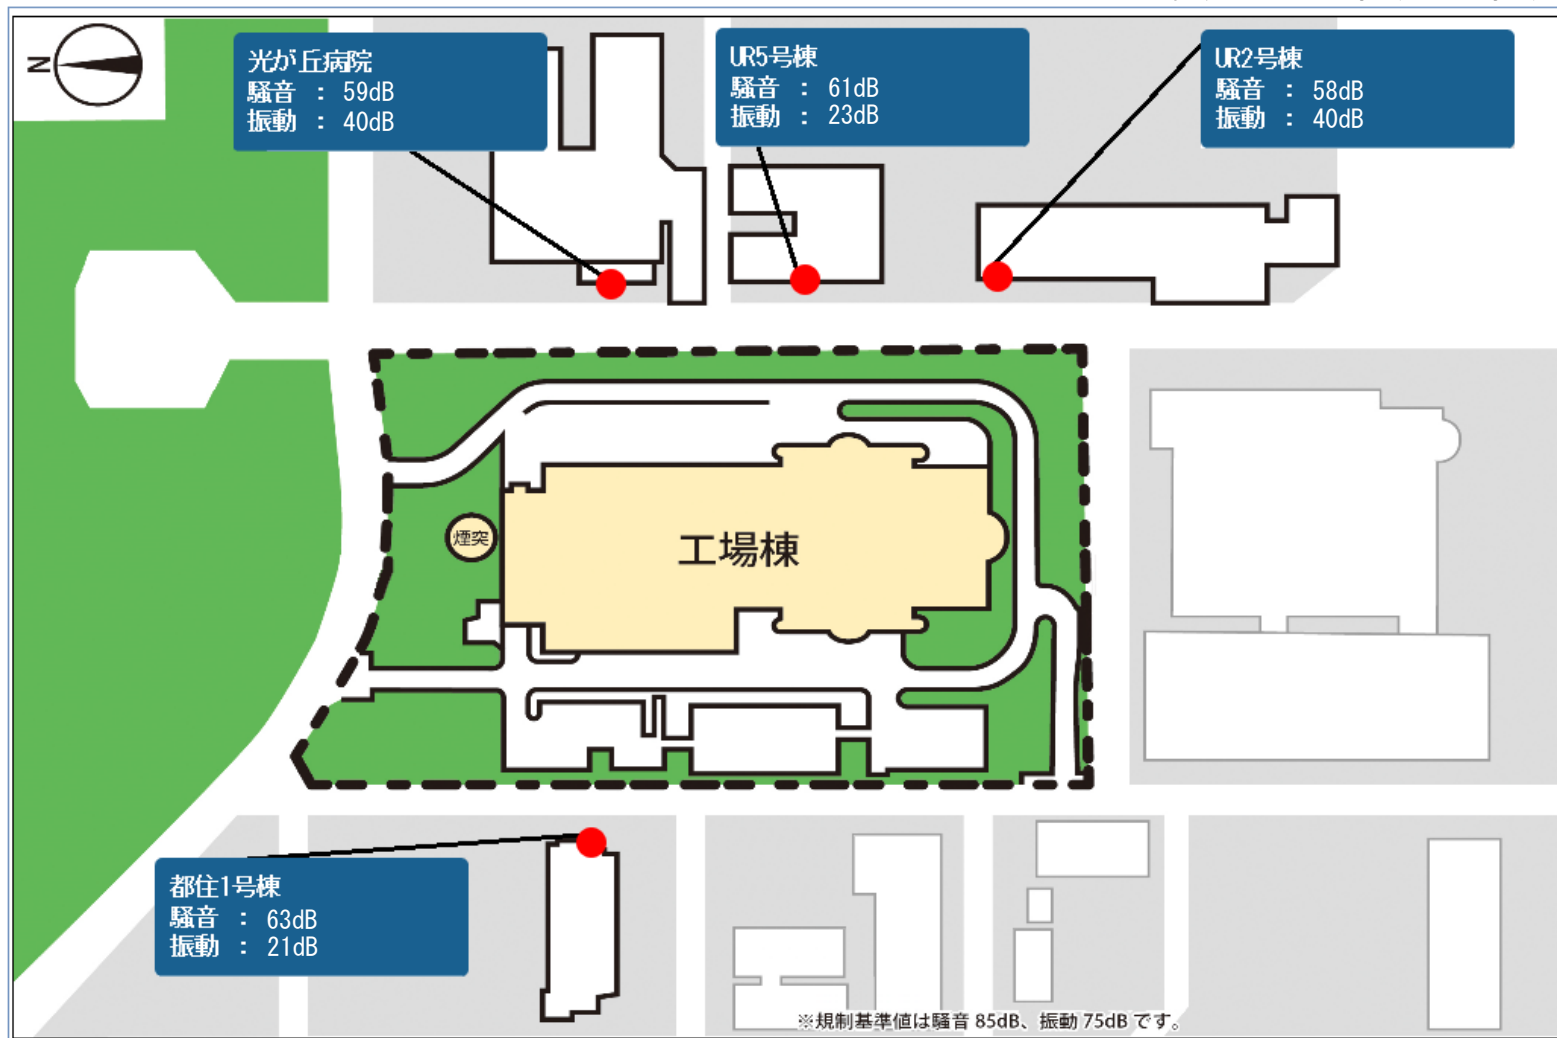 N
光が丘病院
騒音 : 59dB
振動 : 40dB
UR5号棟
騒音 : 61dB
振動 : 23dB
UR2号棟
騒音 : 58dB
振動 : 40dB
煙突
工場棟
都住1号棟
騒音 : 63dB
振動 : 21dB
※規制基準値は騒音 85dB、振動 75dB です。